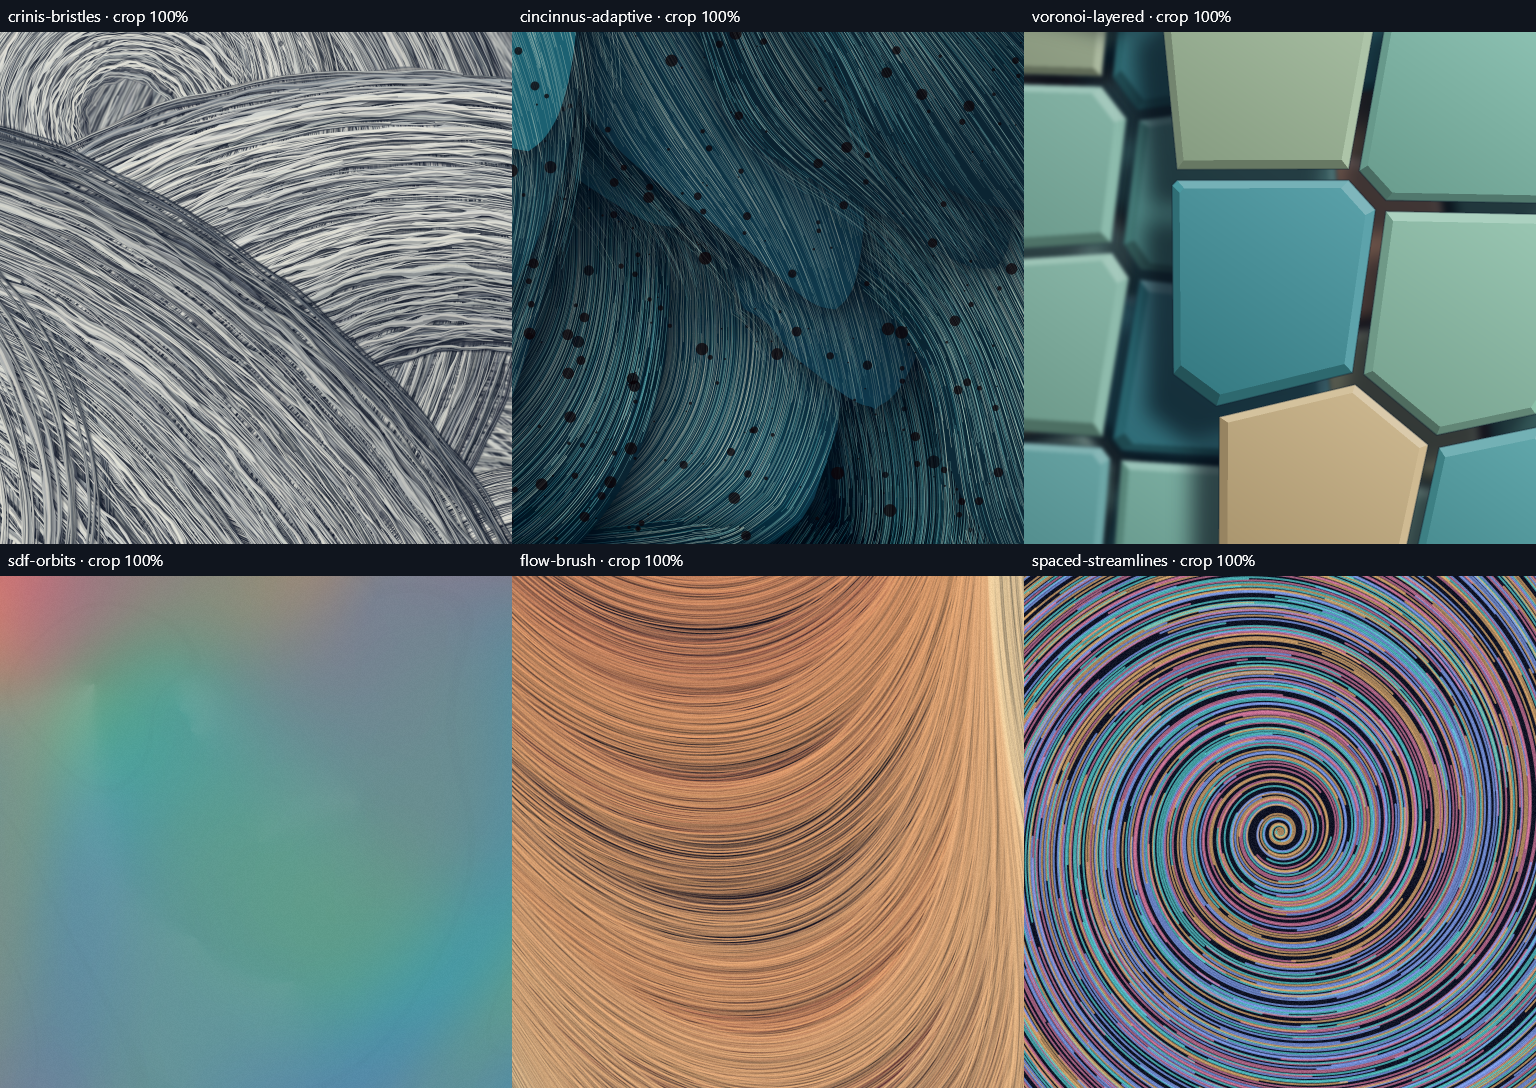 crinis-bristles · crop 100%
cincinnus-adaptive · crop 100%
voronoi-layered · crop 100%
sdf-orbits · crop 100%
flow-brush · crop 100%
spaced-streamlines · crop 100%